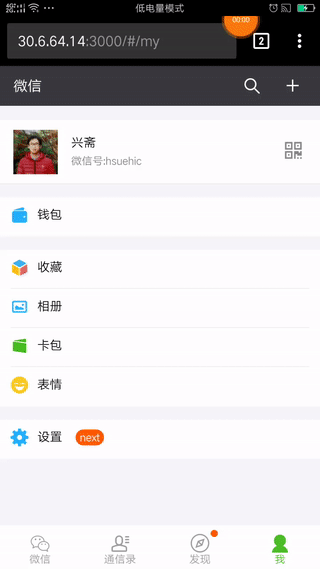 低电量模式
00:00
30.6.64.14:3000/#/my
2
微信
兴斋
微信号:hsuehic
钱包
收藏
相册
卡包
表情
设置 next
微信 通信录 发现 我